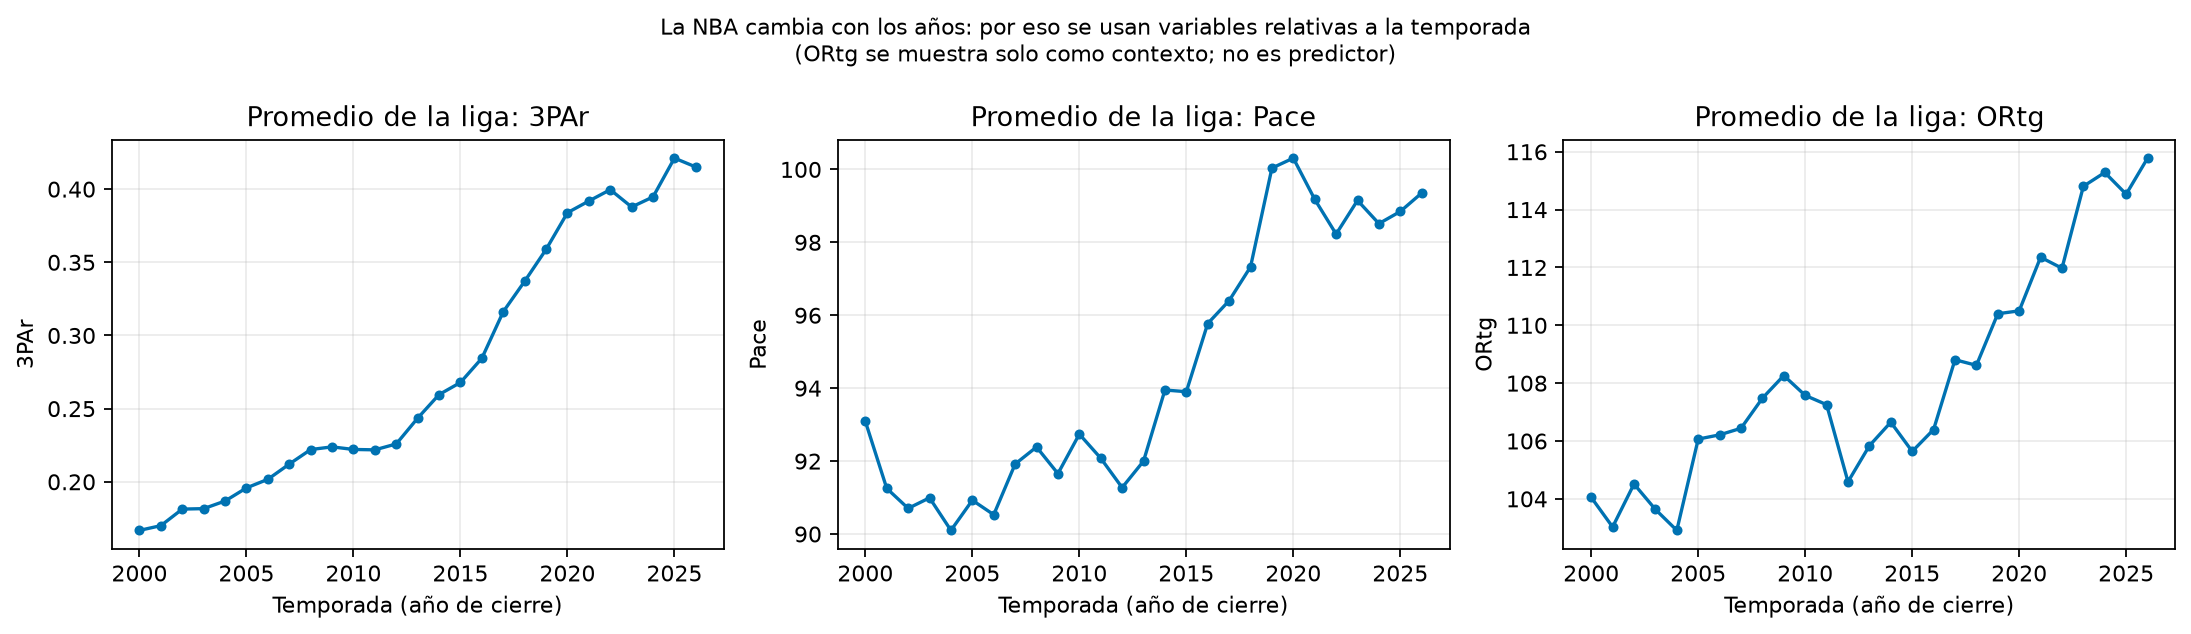 La NBA cambia con los años: por eso se usan variables relativas a la temporada
(ORtg se muestra solo como contexto; no es predictor)
Promedio de la liga: 3PAr
3PAr
0.40
0.35
0.30
0.25
0.20
2000 2005 2010 2015 2020 2025
Temporada (año de cierre)
Promedio de la liga: Pace
Pace
100
98
96
94
92
90
2000 2005 2010 2015 2020 2025
Temporada (año de cierre)
Promedio de la liga: ORtg
ORtg
116
114
112
110
108
106
104
2000 2005 2010 2015 2020 2025
Temporada (año de cierre)